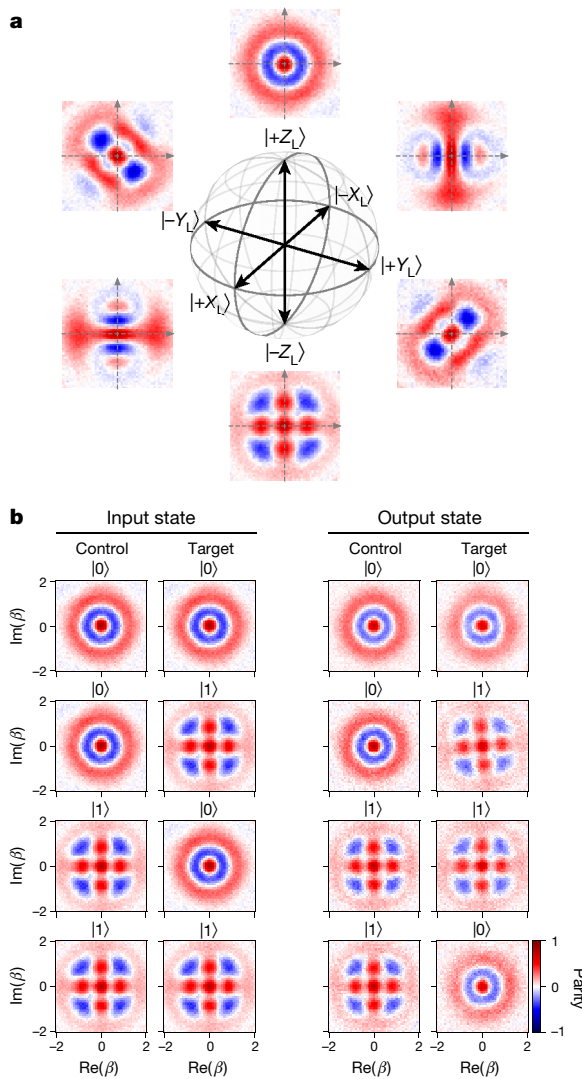 a
|+Z_L⟩
|−X_L⟩
|−Y_L⟩
|+Y_L⟩
|+X_L⟩
|−Z_L⟩
b
Input state Output state
Control Target Control Target
|0⟩ |0⟩ |0⟩ |0⟩
2
Im(β) 0
−2
|0⟩ |1⟩ |0⟩ |1⟩
2
Im(β) 0
−2
|1⟩ |0⟩ |1⟩ |1⟩
2
Im(β) 0
−2
|1⟩ |1⟩ |1⟩ |0⟩
2 1
Im(β) 0 0 Parity
−2 −1
−2 0 2 −2 0 2 −2 0 2 −2 0 2
Re(β) Re(β) Re(β) Re(β)